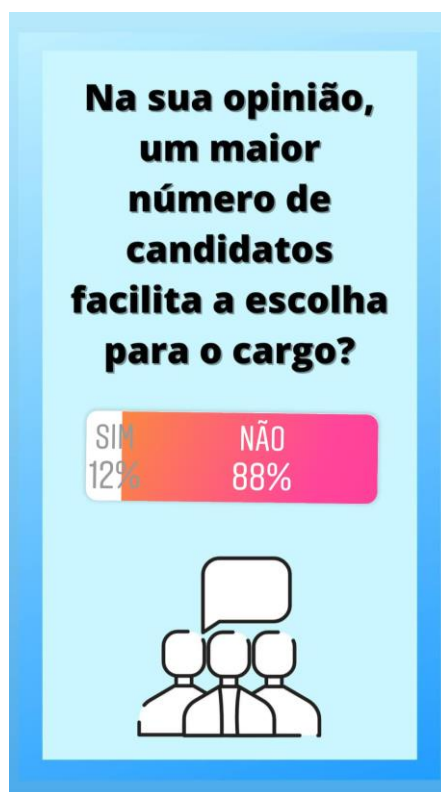 Na sua opinião,
um maior
número de
candidatos
facilita a escolha
para o cargo?
SIM NÃO
12% 88%